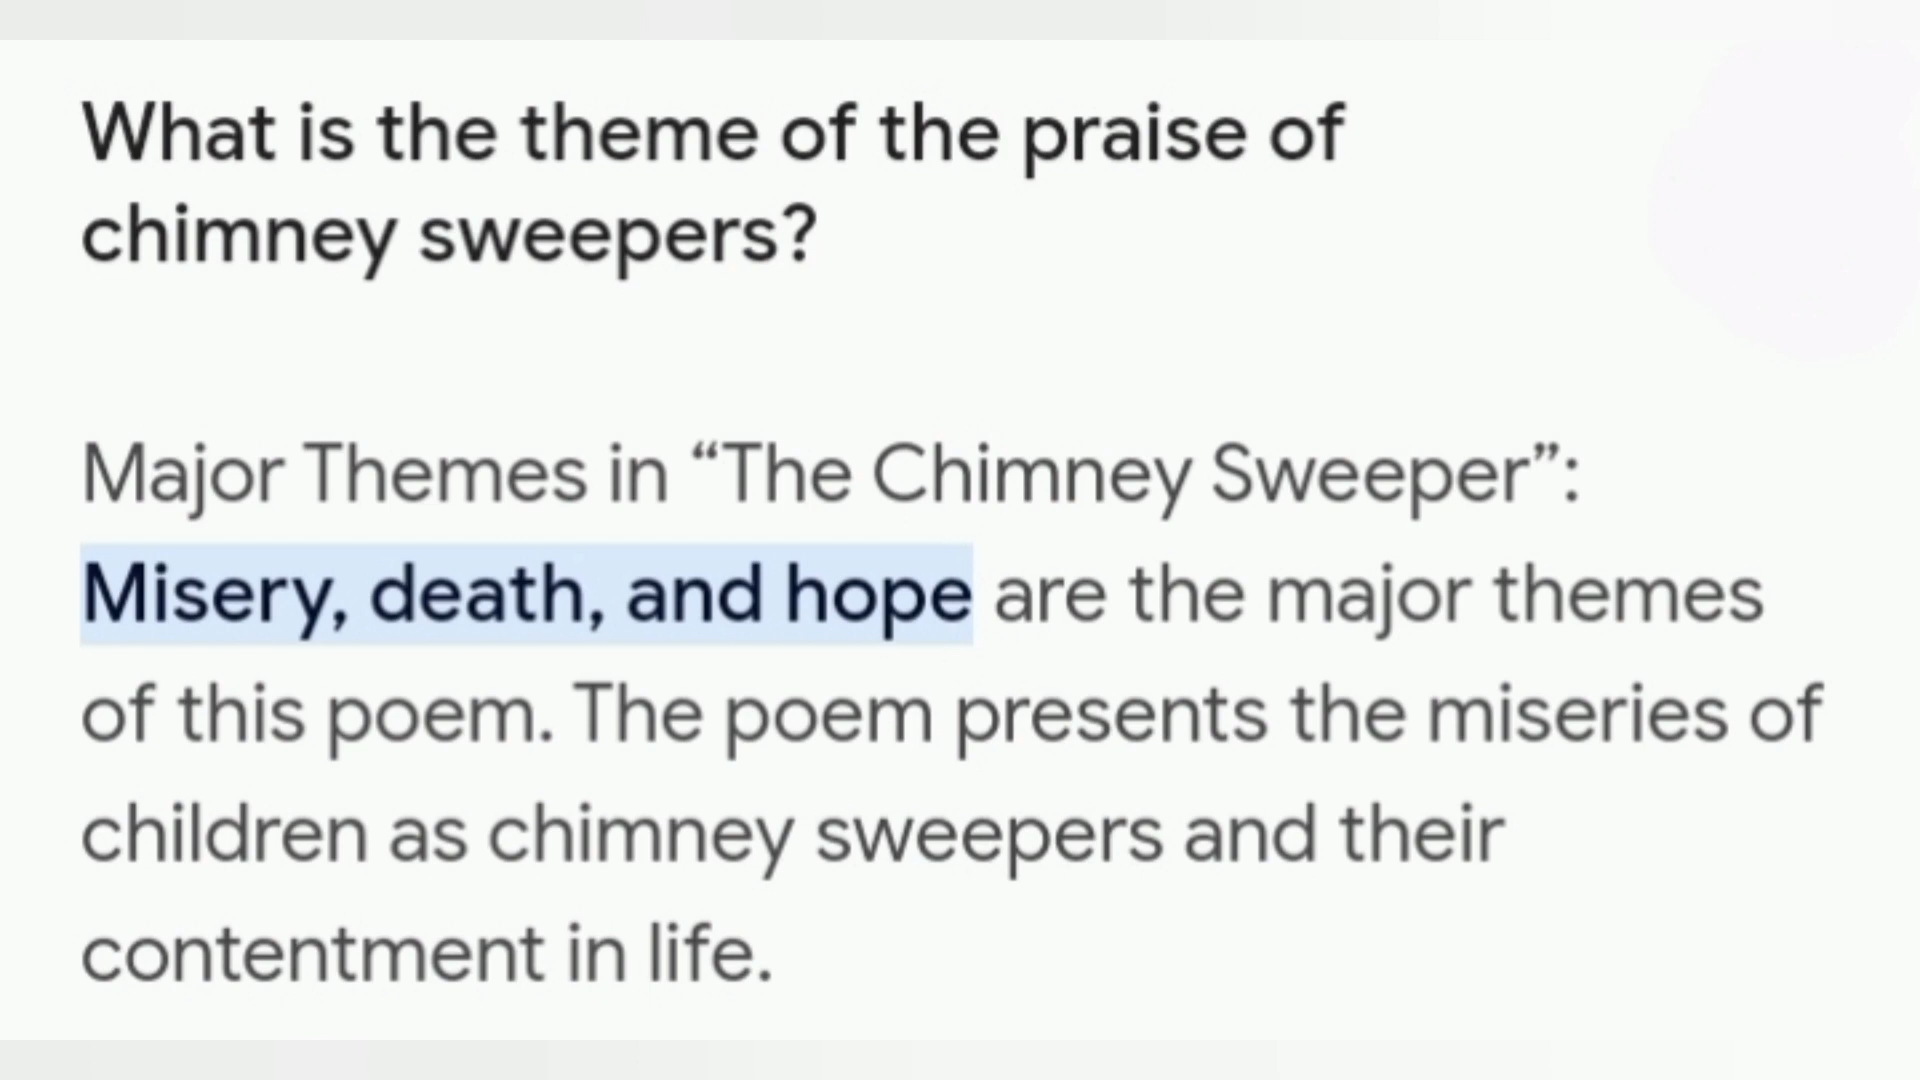 What is the theme of the praise of
chimney sweepers?
Major Themes in “The Chimney Sweeper”:
Misery, death, and hope are the major themes
of this poem. The poem presents the miseries of
children as chimney sweepers and their
contentment in life.